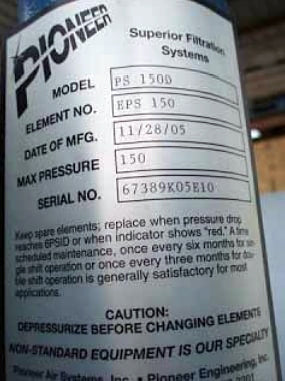 PIONEER
Superior Filtration
Systems
MODEL PS 150D
ELEMENT NO. EPS 150
DATE OF MFG. 11/28/05
MAX PRESSURE 150
SERIAL NO. 67389K05E10
Keep spare elements; replace when pressure drop
reaches 6PSID or when indicator shows "red." A time
scheduled maintenance, once every six months for sin-
gle shift operation or once every three months for dou-
ble shift operation is generally satisfactory for most
applications.
CAUTION:
DEPRESSURIZE BEFORE CHANGING ELEMENTS
NON-STANDARD EQUIPMENT IS OUR SPECIALTY
Pioneer Air Systems, Inc. • Pioneer Engineering, Inc.